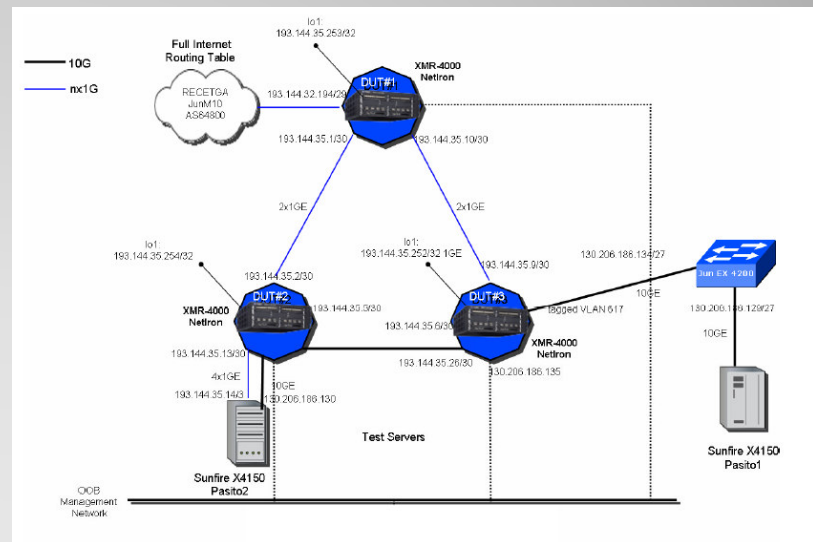 lo1:
193.144.35.253/32
Full Internet
Routing Table
XMR-4000
NetIron
10G
nx1G
DUT#1
RECETGA
JunM10
AS64800
193.144.32.194/29
193.144.35.1/30
193.144.35.10/30
2x1GE
2x1GE
lo1:
193.144.35.254/32
lo1:
193.144.35.252/32 1GE
130.206.186.134/27
193.144.35.2/30
193.144.35.9/30
Jun EX 4200
10GE
DUT#2
DUT#3
tagged VLAN 617
XMR-4000
NetIron
130.206.186.129/27
193.144.35.6/30
10GE
XMR-4000
NetIron
193.144.35.13/30
193.144.35.26/30
130.206.186.135
4x1GE
10GE
193.144.35.14/3
130.206.186.130
Test Servers
Sunfire X4150
Pasito2
Sunfire X4150
Pasito1
OOB
Management
Network